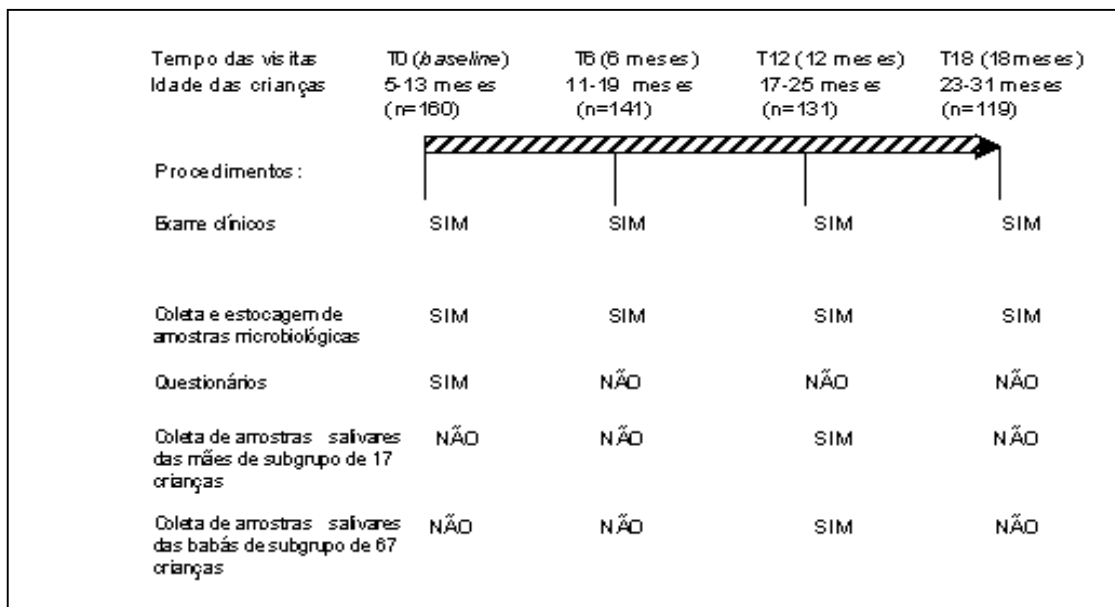 Tempo das visitas T0 (baseline) T6 (6 meses) T12 (12 meses) T18 (18meses)
Idade das crianças 5-13 meses 11-19 meses 17-25 meses 23-31 meses
(n=160) (n=141) (n=131) (n=119)
Procedimentos:
Exame clínicos SIM SIM SIM SIM
Coleta e estocagem de
amostras microbiológicas SIM SIM SIM SIM
Questionários SIM NÃO NÃO NÃO
Coleta de amostras salivares NÃO NÃO SIM NÃO
das mães de subgrupo de 17
crianças
Coleta de amostras salivares NÃO NÃO SIM NÃO
das babás de subgrupo de 67
crianças